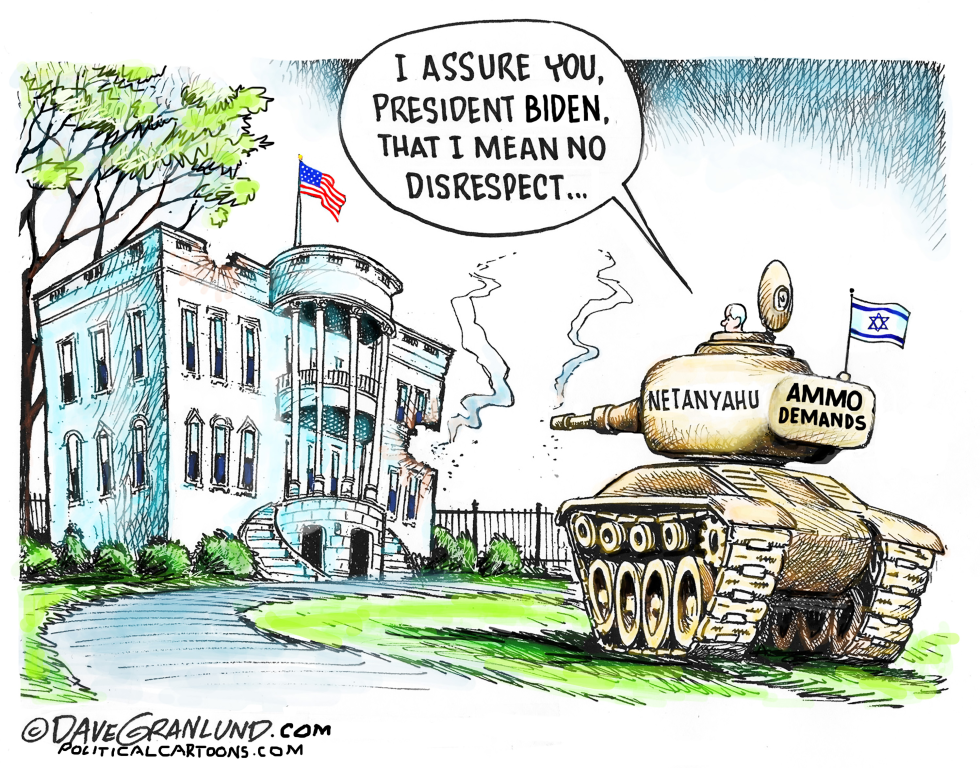 I ASSURE YOU,
PRESIDENT BIDEN,
THAT I MEAN NO
DISRESPECT...
NETANYAHU
AMMO
DEMANDS
©DAVEGRANLUND.COM
POLITICALCARTOONS.COM